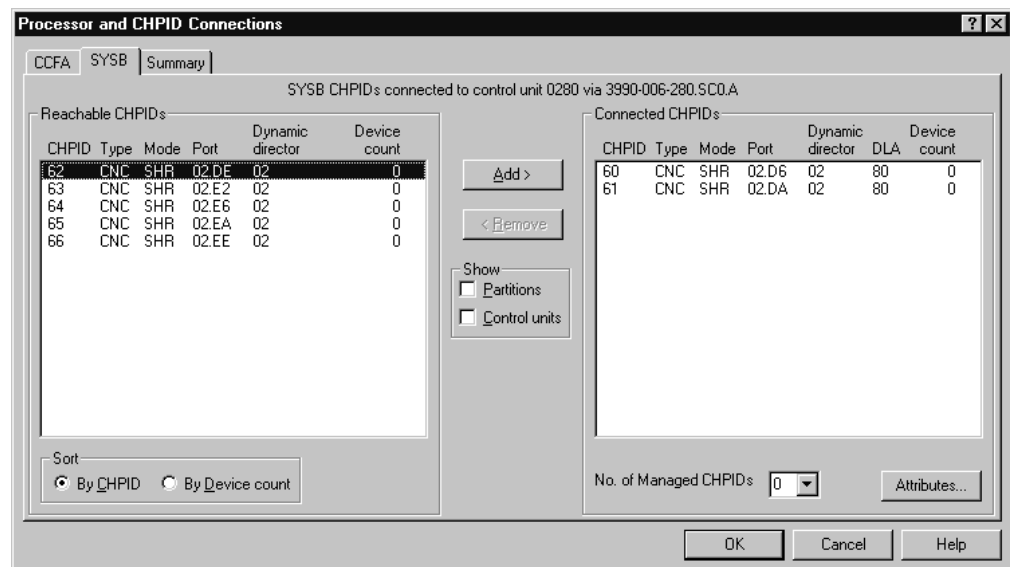 Processor and CHPID Connections
CCFA SYSB Summary
SYSB CHPIDs connected to control unit 0280 via 3990-006-280.SC0.A
Reachable CHPIDs
CHPID Type Mode Port Dynamic director Device count
62 CNC SHR 02.DE 02 0
63 CNC SHR 02.E2 02 0
64 CNC SHR 02.E6 02 0
65 CNC SHR 02.EA 02 0
66 CNC SHR 02.EE 02 0
Sort
By CHPID By Device count
Add >
< Remove
Show
Partitions
Control units
Connected CHPIDs
CHPID Type Mode Port Dynamic director DLA Device count
60 CNC SHR 02.D6 02 80 0
61 CNC SHR 02.DA 02 80 0
No. of Managed CHPIDs 0
Attributes...
OK Cancel Help